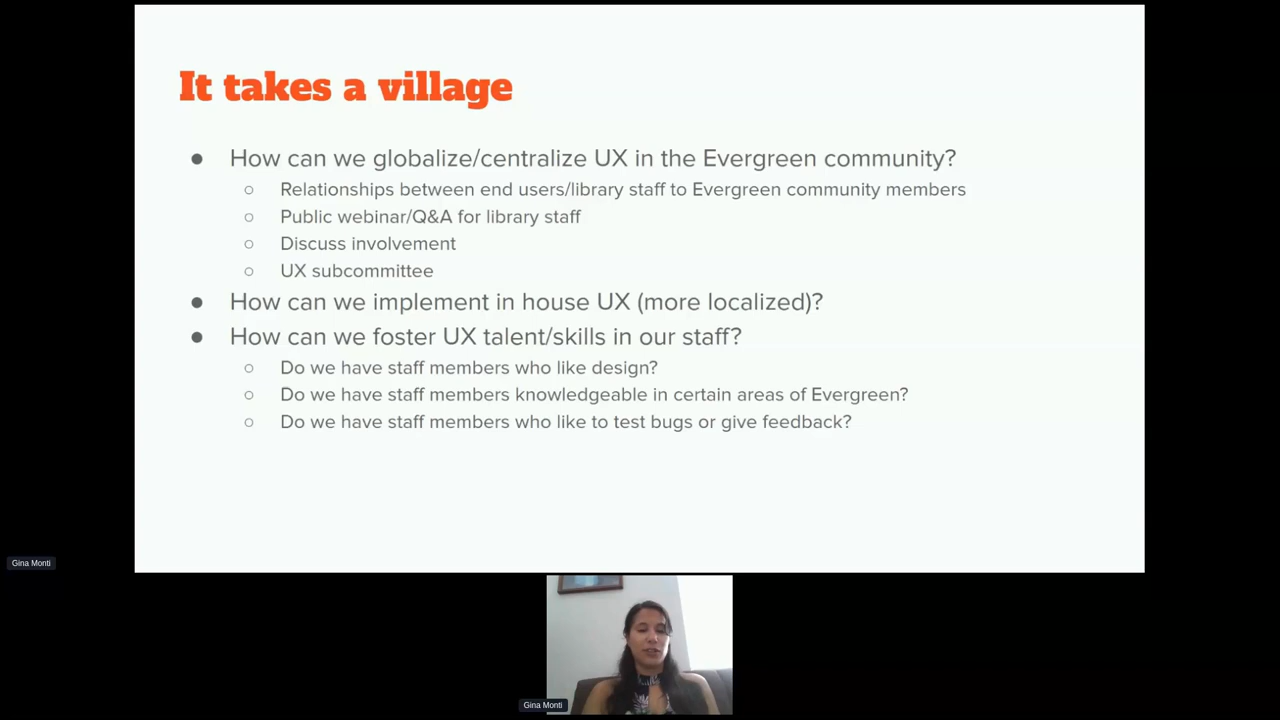 It takes a village
● How can we globalize/centralize UX in the Evergreen community?
○ Relationships between end users/library staff to Evergreen community members
○ Public webinar/Q&A for library staff
○ Discuss involvement
○ UX subcommittee
● How can we implement in house UX (more localized)?
● How can we foster UX talent/skills in our staff?
○ Do we have staff members who like design?
○ Do we have staff members knowledgeable in certain areas of Evergreen?
○ Do we have staff members who like to test bugs or give feedback?
Gina Monti
Gina Monti